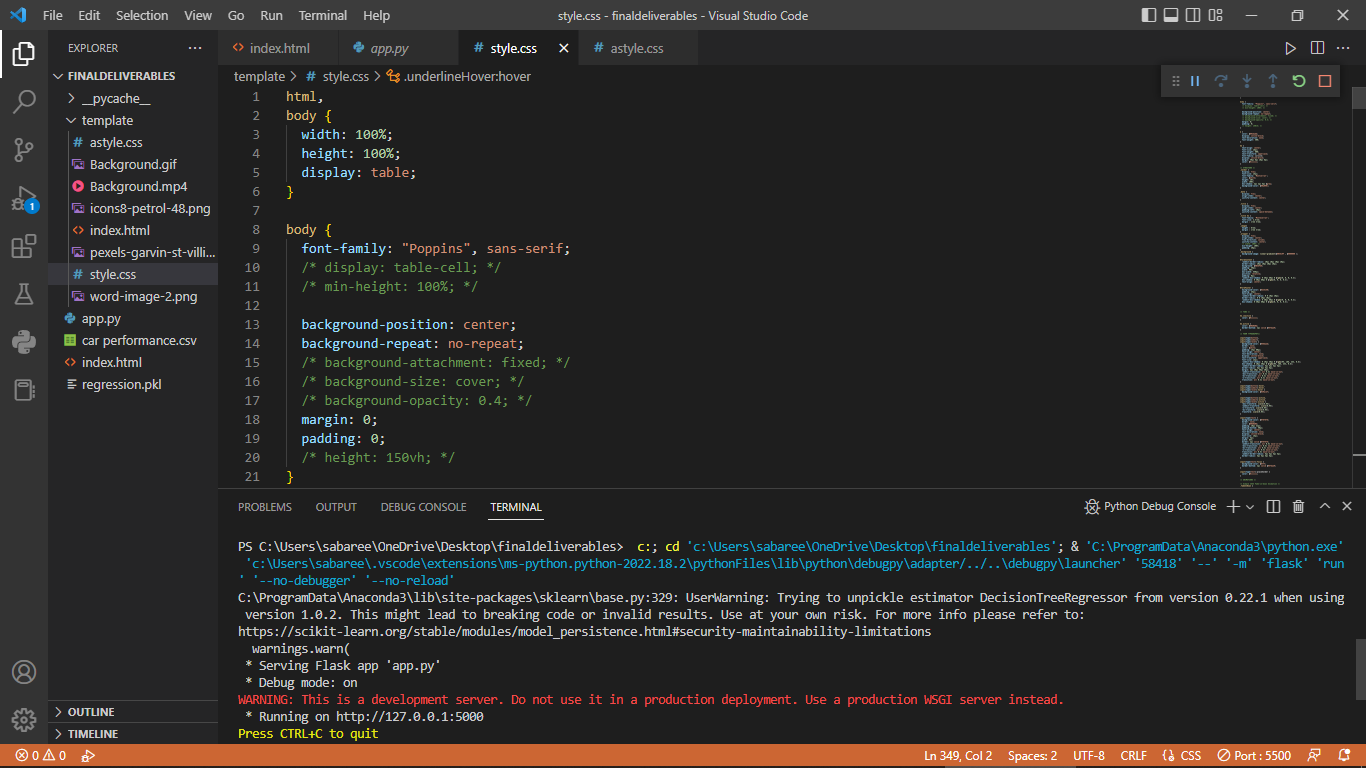 File Edit Selection View Go Run Terminal Help style.css - finaldeliverables - Visual Studio Code
EXPLORER
index.html app.py style.css astyle.css
FINALDELIVERABLES
__pycache__
template
astyle.css
Background.gif
Background.mp4
icons8-petrol-48.png
index.html
pexels-garvin-st-villi...
style.css
word-image-2.png
app.py
car performance.csv
index.html
regression.pkl
OUTLINE
TIMELINE
1
template > style.css > .underlineHover:hover
1 html,
2 body {
3 width: 100%;
4 height: 100%;
5 display: table;
6 }
7
8 body {
9 font-family: "Poppins", sans-serif;
10 /* display: table-cell; */
11 /* min-height: 100%; */
12
13 background-position: center;
14 background-repeat: no-repeat;
15 /* background-attachment: fixed; */
16 /* background-size: cover; */
17 /* background-opacity: 0.4; */
18 margin: 0;
19 padding: 0;
20 /* height: 150vh; */
21 }
PROBLEMS OUTPUT DEBUG CONSOLE TERMINAL Python Debug Console
PS C:\Users\sabaree\OneDrive\Desktop\finaldeliverables> c:; cd 'c:\Users\sabaree\OneDrive\Desktop\finaldeliverables'; & 'C:\ProgramData\Anaconda3\python.exe'
'c:\Users\sabaree\.vscode\extensions\ms-python.python-2022.18.2\pythonFiles\lib\python\debugpy\adapter/../..\debugpy\launcher' '58418' '--' '-m' 'flask' 'run
' '--no-debugger' '--no-reload'
C:\ProgramData\Anaconda3\lib\site-packages\sklearn\base.py:329: UserWarning: Trying to unpickle estimator DecisionTreeRegressor from version 0.22.1 when using
version 1.0.2. This might lead to breaking code or invalid results. Use at your own risk. For more info please refer to:
https://scikit-learn.org/stable/modules/model_persistence.html#security-maintainability-limitations
warnings.warn(
* Serving Flask app 'app.py'
* Debug mode: on
WARNING: This is a development server. Do not use it in a production deployment. Use a production WSGI server instead.
* Running on http://127.0.0.1:5000
Press CTRL+C to quit
0 0 Ln 349, Col 2 Spaces: 2 UTF-8 CRLF {} CSS Port : 5500